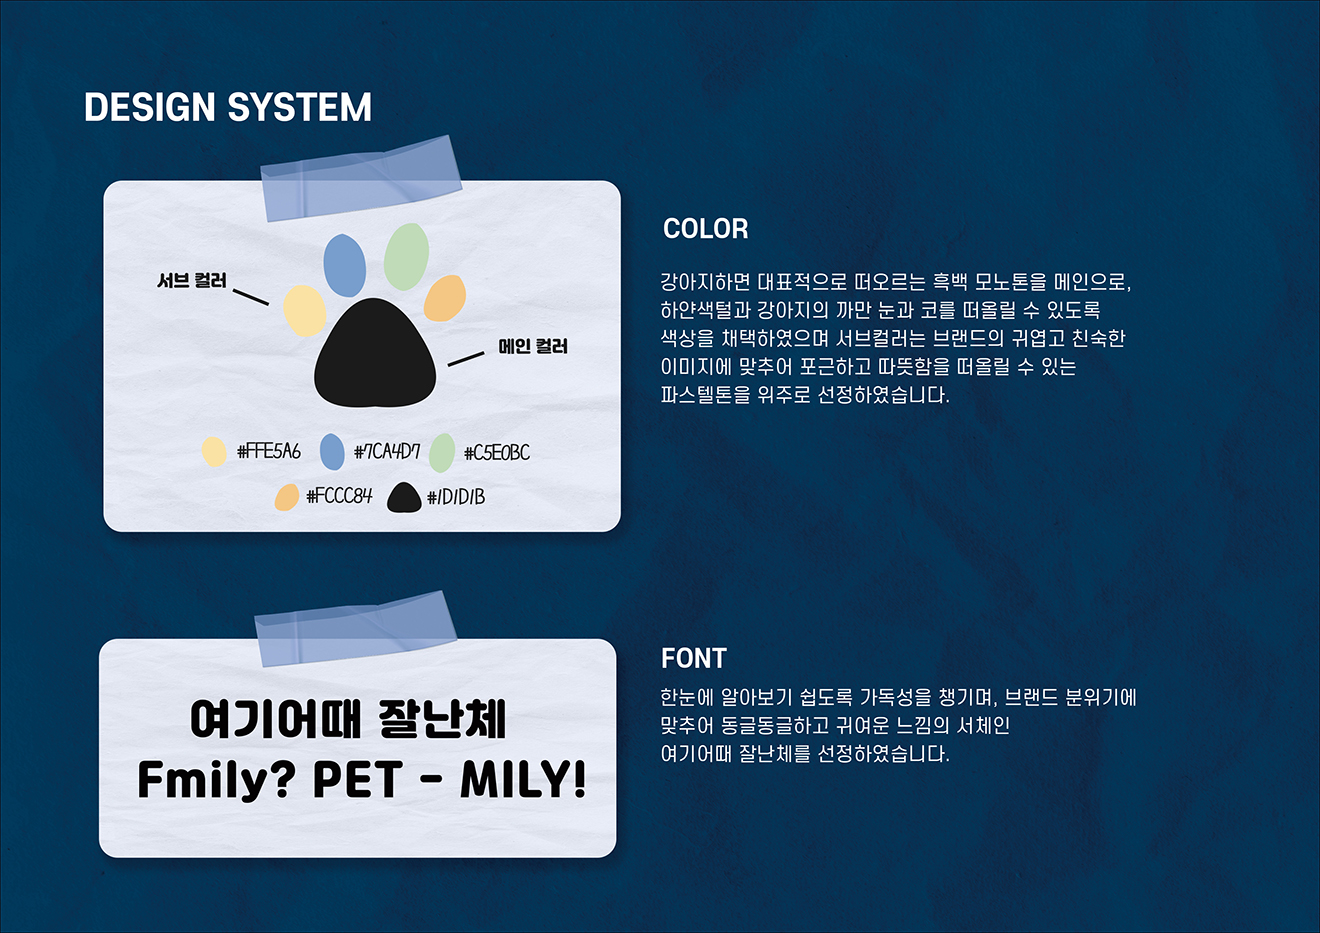 DESIGN SYSTEM
서브 컬러
메인 컬러
#FFE5A6 #7CA4D7 #C5E0BC
#FCCC84 #1D1D1B
COLOR
강아지하면 대표적으로 떠오르는 흑백 모노톤을 메인으로,
하얀색털과 강아지의 까만 눈과 코를 떠올릴 수 있도록
색상을 채택하였으며 서브컬러는 브랜드의 귀엽고 친숙한
이미지에 맞추어 포근하고 따뜻함을 떠올릴 수 있는
파스텔톤을 위주로 선정하였습니다.
여기어때 잘난체
Fmily? PET - MILY!
FONT
한눈에 알아보기 쉽도록 가독성을 챙기며, 브랜드 분위기에
맞추어 동글동글하고 귀여운 느낌의 서체인
여기어때 잘난체를 선정하였습니다.